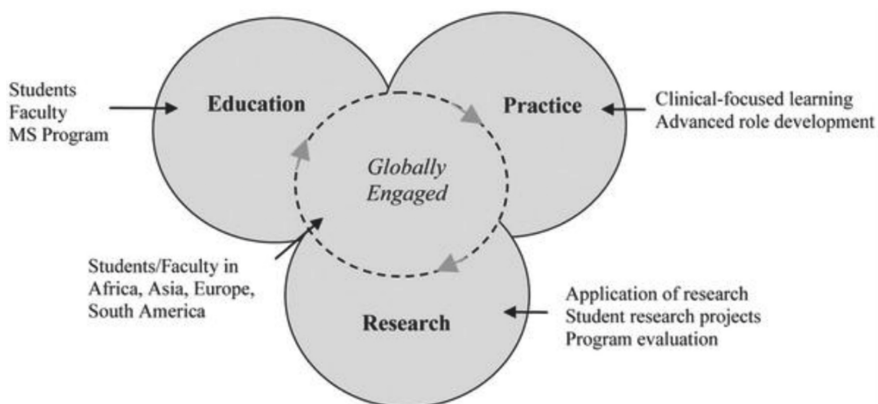 Students
Faculty
MS Program
Education
Practice
Clinical-focused learning
Advanced role development
Globally
Engaged
Students/Faculty in
Africa, Asia, Europe,
South America
Research
Application of research
Student research projects
Program evaluation